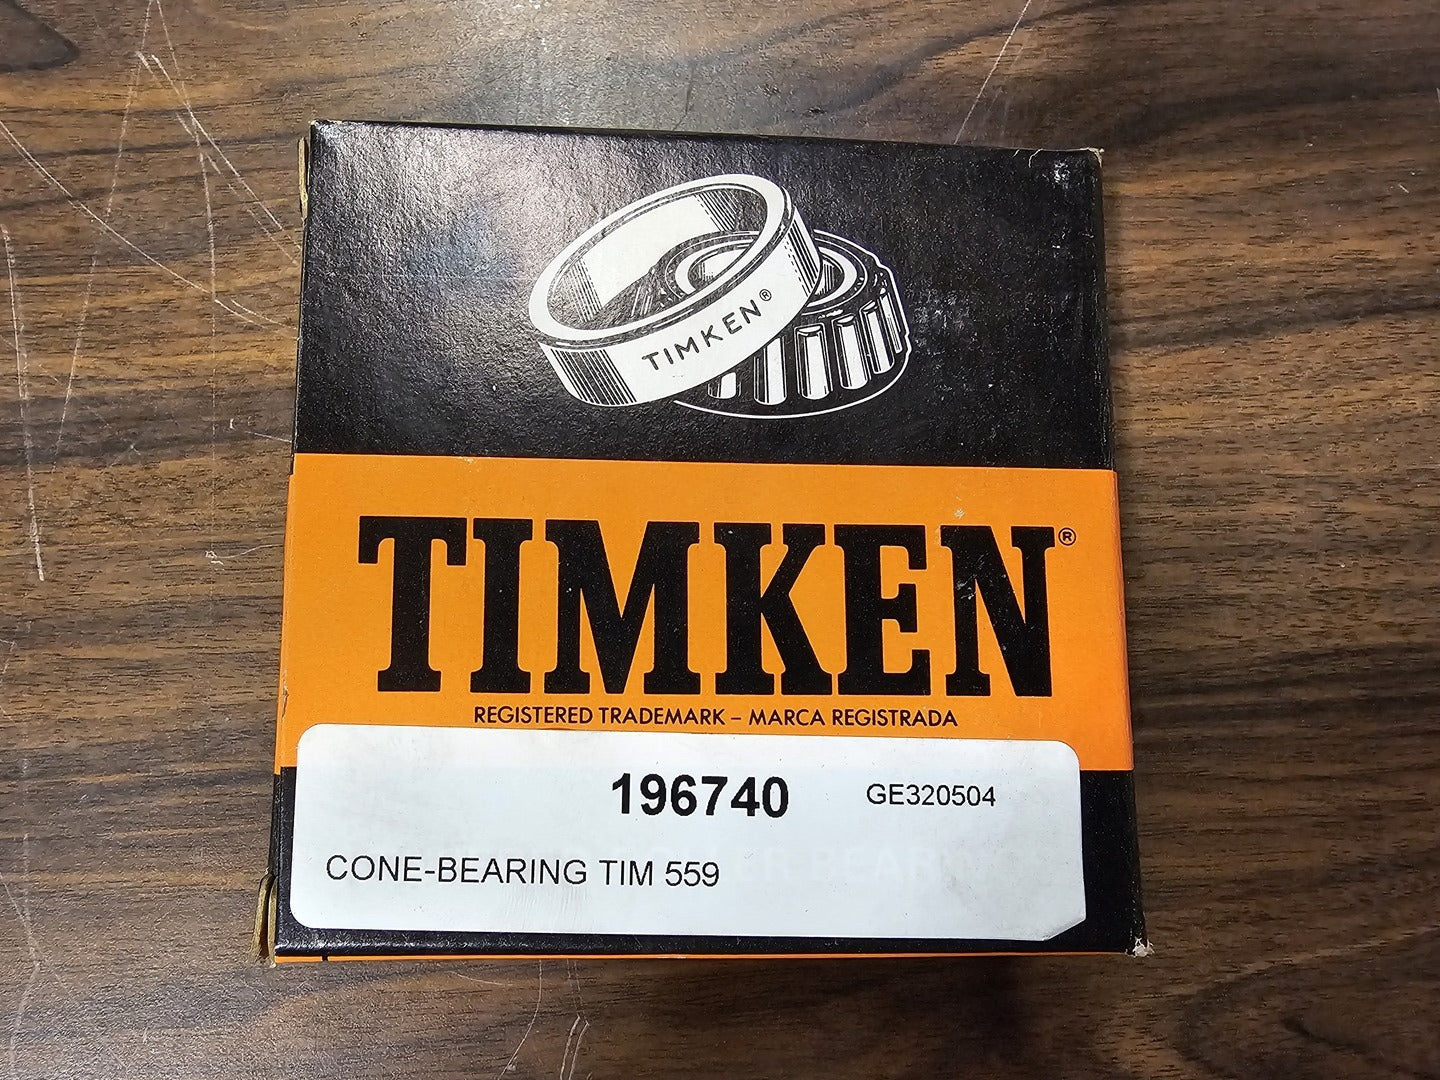 TIMKEN®
TIMKEN®
REGISTERED TRADEMARK – MARCA REGISTRADA
196740 GE320504
CONE-BEARING TIM 559